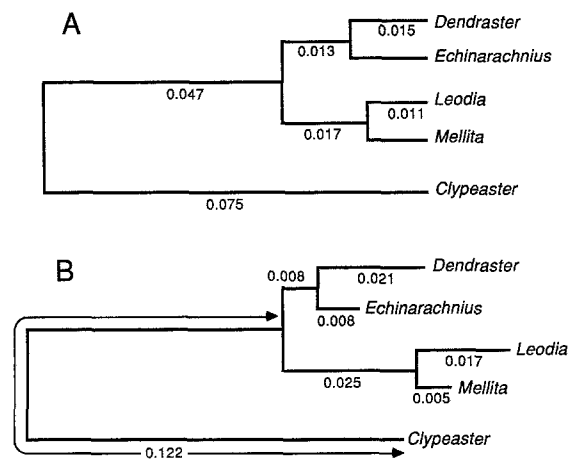 A
Dendraster
0.015
0.013
Echinarachnius
0.047
Leodia
0.011
0.017
Mellita
Clypeaster
0.075
B
Dendraster
0.008
0.021
Echinarachnius
0.008
Leodia
0.017
0.025
Mellita
0.005
Clypeaster
0.122